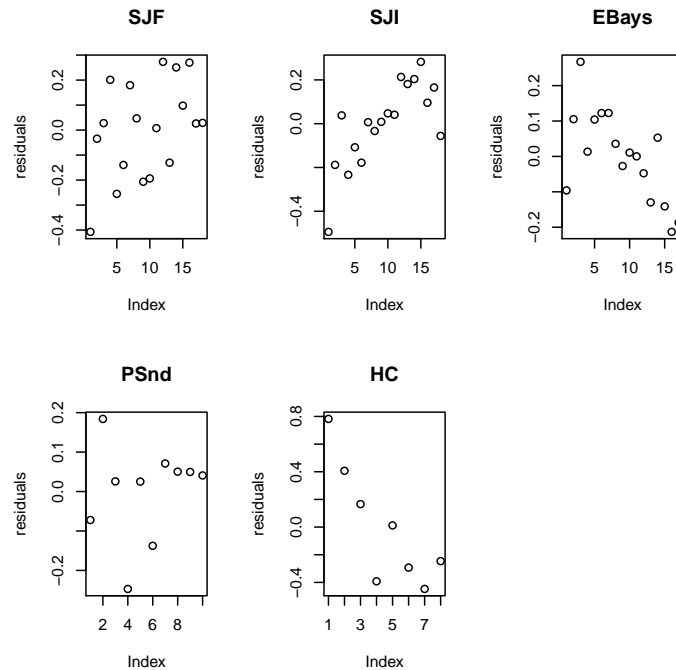 SJF
SJI
EBays
residuals
−0.4 −0.2 0.0 0.2
5 10 15
Index
residuals
−0.4 0.0 0.2
5 10 15
Index
residuals
−0.2 0.0 0.1 0.2
5 10 15
Index
PSnd
HC
residuals
−0.2 0.0 0.1 0.2
2 4 6 8
Index
residuals
−0.4 0.0 0.4 0.8
1 3 5 7
Index